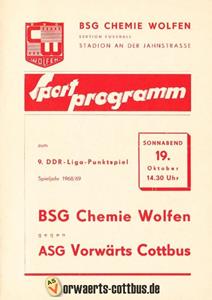 BSG CHEMIE WOLFEN
SEKTION FUSSBALL
STADION AN DER JAHNSTRASSE
CW
WOLFEN
Sportprogramm
zum
9. DDR-Liga-Punktspiel
Spieljahr 1968/69
SONNABEND
19.
Oktober
14.30 Uhr
BSG Chemie Wolfen
gegen
ASG Vorwärts Cottbus
vorwaerts-cottbus.de